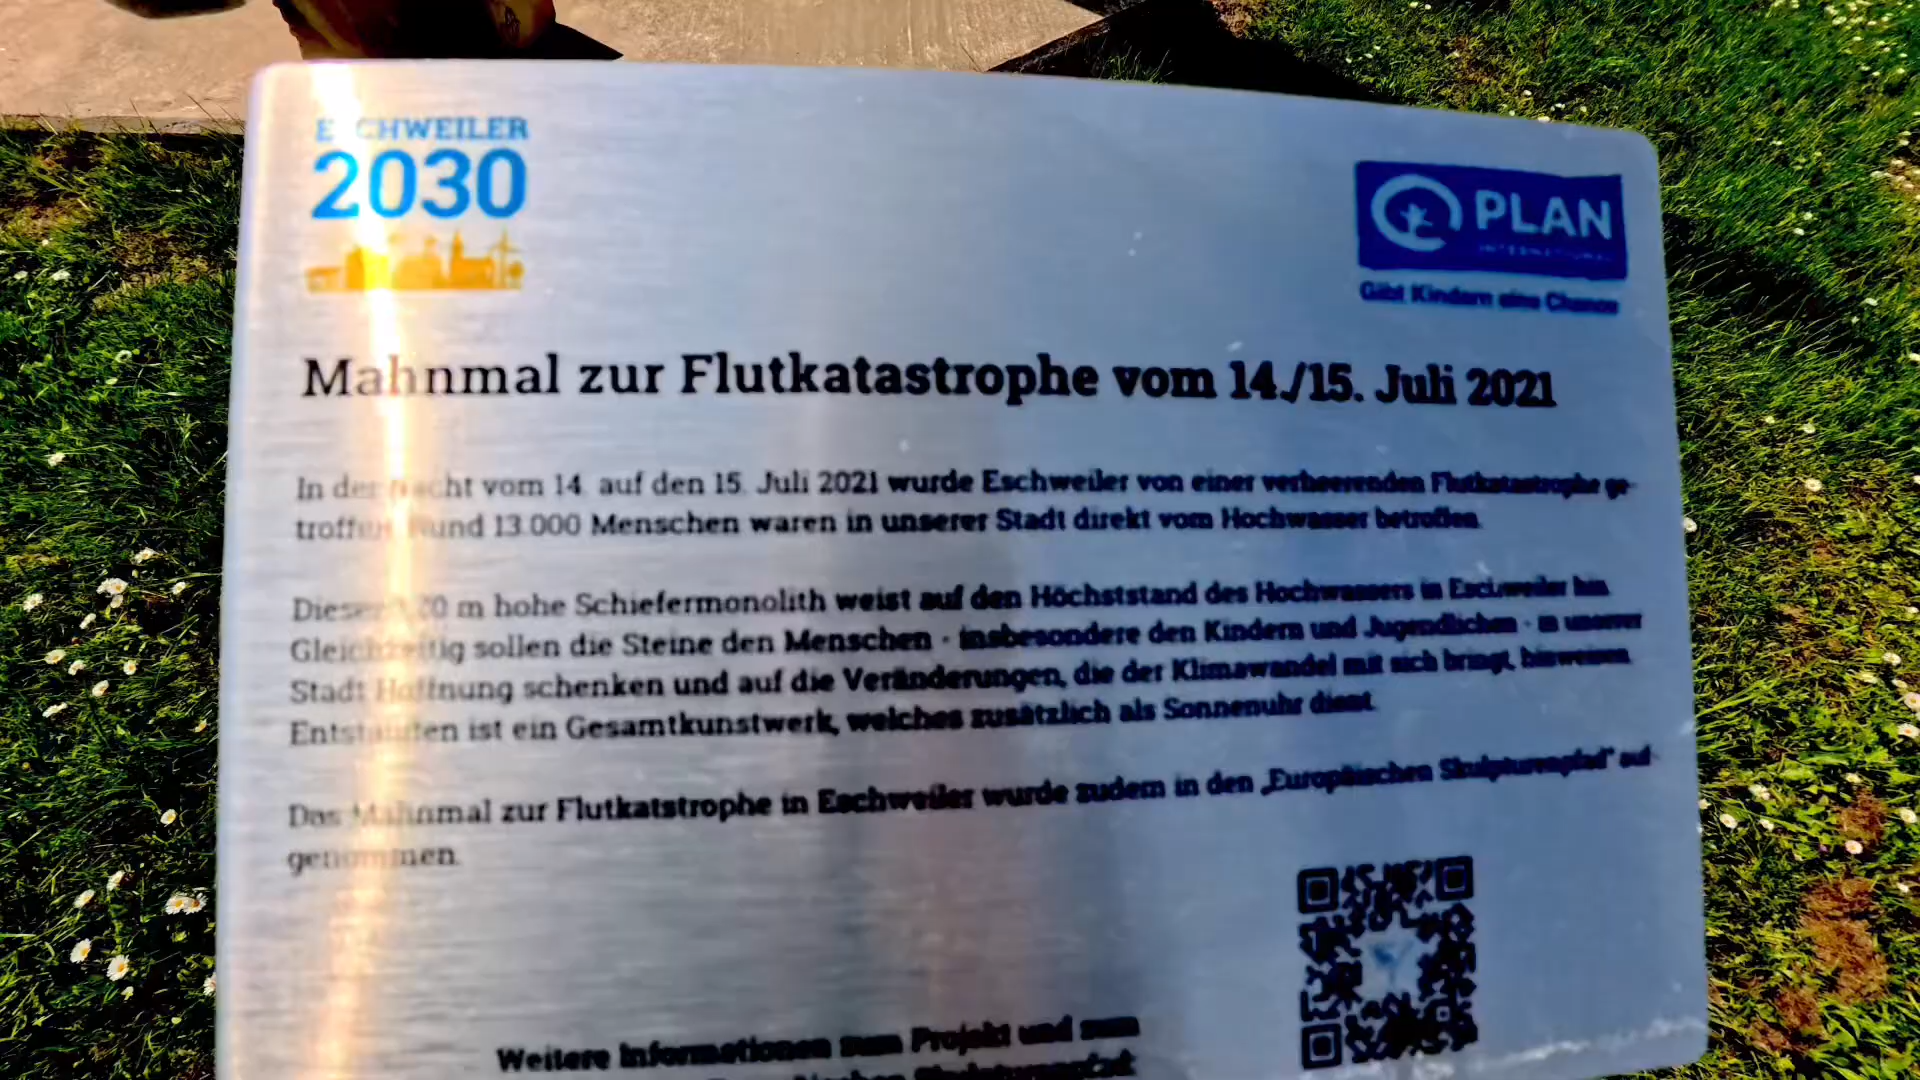 ESCHWEILER
2030
PLAN
INTERNATIONAL
Gibt Kindern eine Chance
Mahnmal zur Flutkatastrophe vom 14./15. Juli 2021
In der Nacht vom 14. auf den 15. Juli 2021 wurde Eschweiler von einer verheerenden Flutkatastrophe ge-
troffen. Rund 13.000 Menschen waren in unserer Stadt direkt vom Hochwasser betroffen.
Dieser m hohe Schiefermonolith weist auf den Höchststand des Hochwassers in Eschweiler hin.
Gleichzeitig sollen die Steine den Menschen - insbesondere den Kindern und Jugendlichen - in unserer
Stadt Hoffnung schenken und auf die Veränderungen, die der Klimawandel mit sich bringt, hinweisen.
Entstanden ist ein Gesamtkunstwerk, welches zusätzlich als Sonnenuhr dient.
Das Mahnmal zur Flutkatstrophe in Eschweiler wurde zudem in den „Europäischen Skulpturenpfad" auf-
genommen.
Weitere Informationen zum Projekt und zum
Skulpturenpfad: